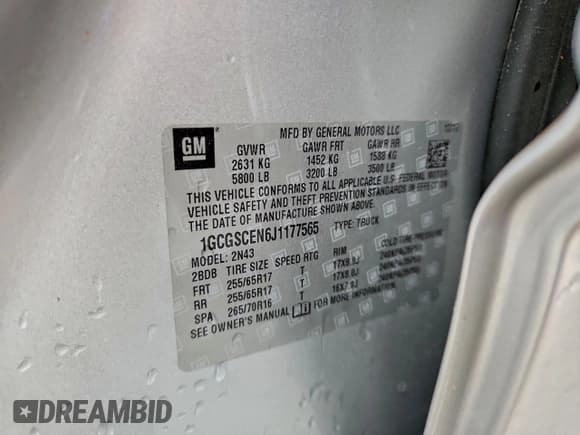 GM
MFD BY GENERAL MOTORS LLC
GVWR GAWR FRT GAWR RR
2631 KG 1452 KG 1588 KG
5800 LB 3200 LB 3500 LB
THIS VEHICLE CONFORMS TO ALL APPLICABLE U.S. FEDERAL MOTOR
VEHICLE SAFETY AND THEFT PREVENTION STANDARDS IN EFFECT ON
THE DATE OF MANUFACTURE SHOWN ABOVE.
1GCGSCEN6J1177565 TYPE: TRUCK
MODEL: 2N43
2BDB TIRE SIZE SPEED RTG RIM
FRT 255/65R17 T 17X8.0J
RR 255/65R17 T 17X8.0J
SPA 265/70R16 T 16X7.0J
SEE OWNER'S MANUAL FOR MORE INFORMATION.
DREAMBID